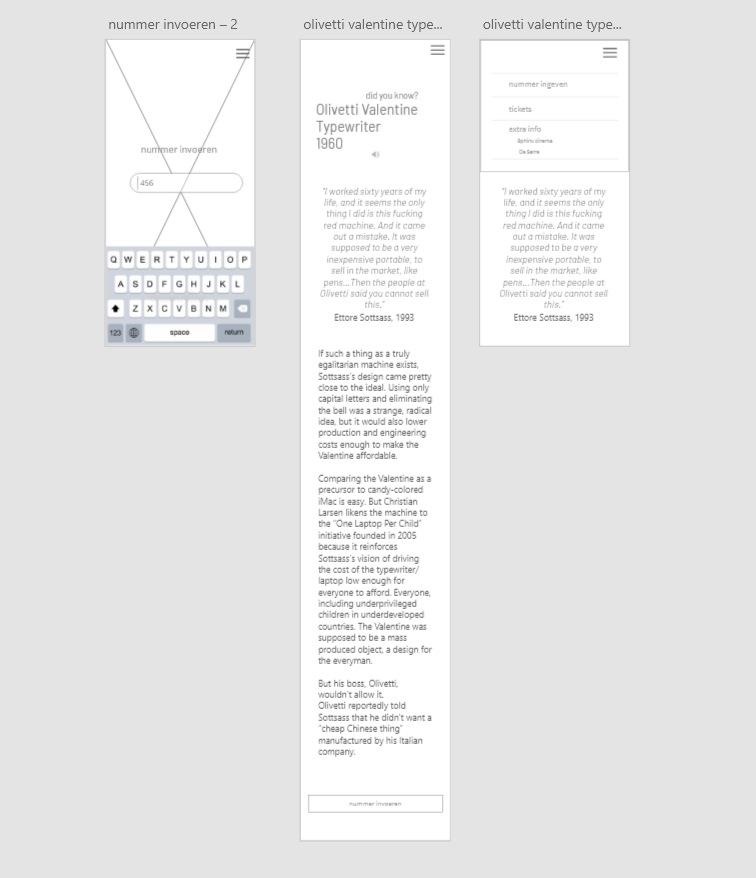 nummer invoeren – 2
nummer invoeren
456
Q W E R T Y U I O P
A S D F G H J K L
Z X C V B N M
123 space return
olivetti valentine type...
did you know?
Olivetti Valentine
Typewriter
1960
"I worked sixty years of my
life, and it seems the only
thing I did is this fucking
red machine. And it came
out a mistake. It was
supposed to be a very
inexpensive portable, to
sell in the market, like
pens...Then the people at
Olivetti said you cannot sell
this."
Ettore Sottsass, 1993
If such a thing as a truly
egalitarian machine exists,
Sottsass's design came pretty
close to the ideal. Using only
capital letters and eliminating
the bell was a strange, radical
idea, but it would also lower
production and engineering
costs enough to make the
Valentine affordable.
Comparing the Valentine as a
precursor to candy-colored
iMac is easy. But Christian
Larsen likens the machine to
the "One Laptop Per Child"
initiative founded in 2005
because it reinforces
Sottsass's vision of driving
the cost of the typewriter/
laptop low enough for
everyone to afford. Everyone,
including underprivileged
children in underdeveloped
countries. The Valentine was
supposed to be a mass
produced object, a design for
the everyman.
But his boss, Olivetti,
wouldn't allow it.
Olivetti reportedly told
Sottsass that he didn't want a
"cheap Chinese thing"
manufactured by his Italian
company.
nummer invoeren
olivetti valentine type...
nummer ingeven
tickets
extra info
Sphinx cinema
De Serre
"I worked sixty years of my
life, and it seems the only
thing I did is this fucking
red machine. And it came
out a mistake. It was
supposed to be a very
inexpensive portable, to
sell in the market, like
pens...Then the people at
Olivetti said you cannot sell
this."
Ettore Sottsass, 1993